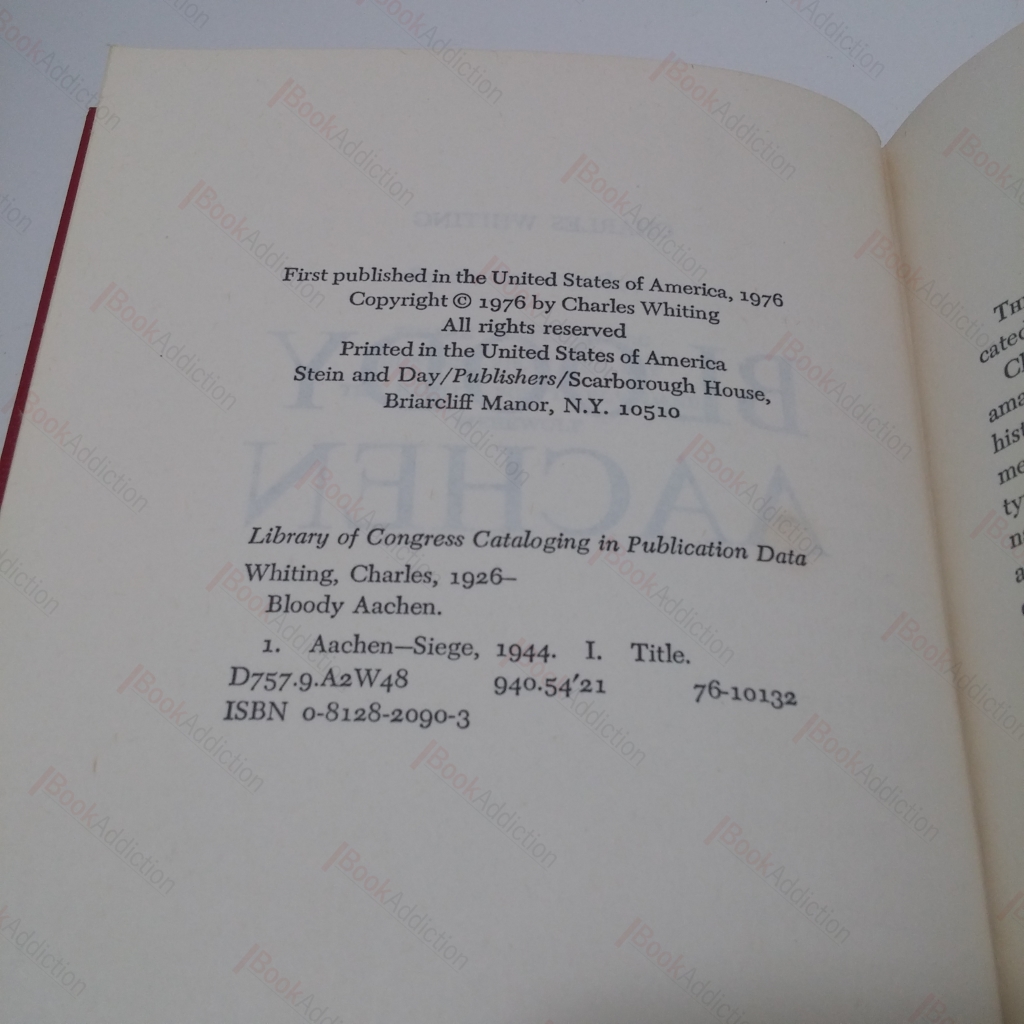 First published in the United States of America, 1976
Copyright © 1976 by Charles Whiting
All rights reserved
Printed in the United States of America
Stein and Day/Publishers/Scarborough House,
Briarcliff Manor, N.Y. 10510
Library of Congress Cataloging in Publication Data
Whiting, Charles, 1926–
Bloody Aachen.
1. Aachen—Siege, 1944. I. Title.
D757.9.A2W48 940.54'21 76-10132
ISBN 0-8128-2090-3
BookAddiction